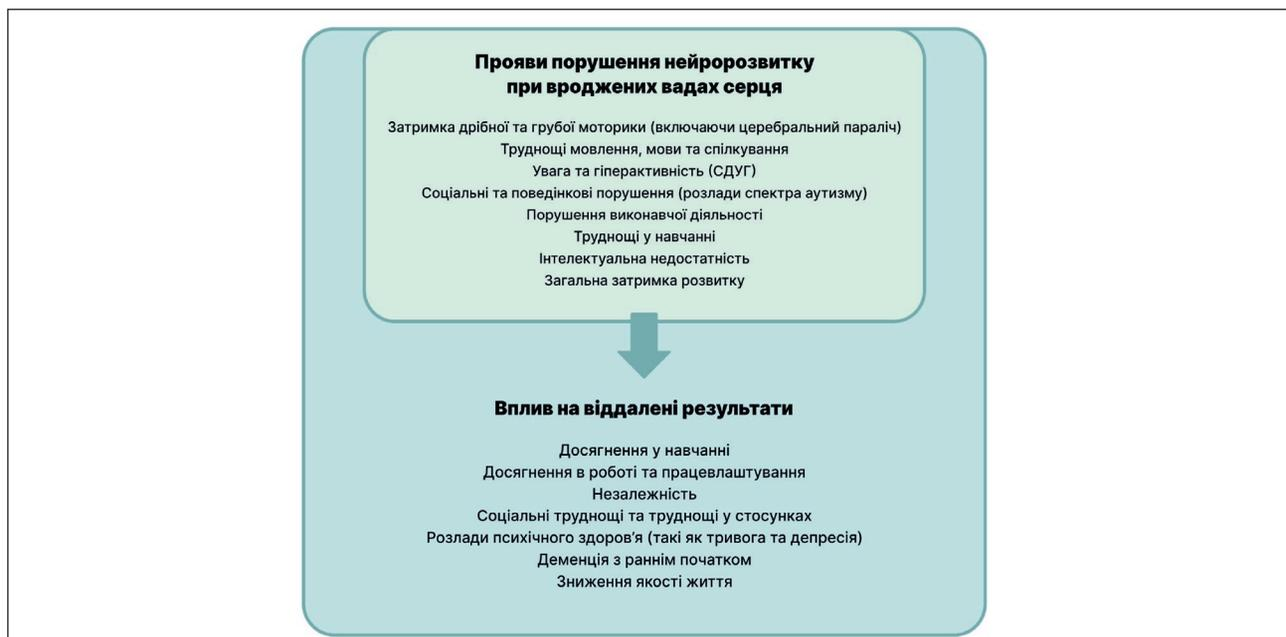 Прояви порушення нейророзвитку
при вроджених вадах серця
Затримка дрібної та грубої моторики (включаючи церебральний параліч)
Труднощі мовлення, мови та спілкування
Увага та гіперактивність (СДУГ)
Соціальні та поведінкові порушення (розлади спектра аутизму)
Порушення виконавчої діяльності
Труднощі у навчанні
Інтелектуальна недостатність
Загальна затримка розвитку
Вплив на віддалені результати
Досягнення у навчанні
Досягнення в роботі та працевлаштування
Незалежність
Соціальні труднощі та труднощі у стосунках
Розлади психічного здоров'я (такі як тривога та депресія)
Деменція з раннім початком
Зниження якості життя